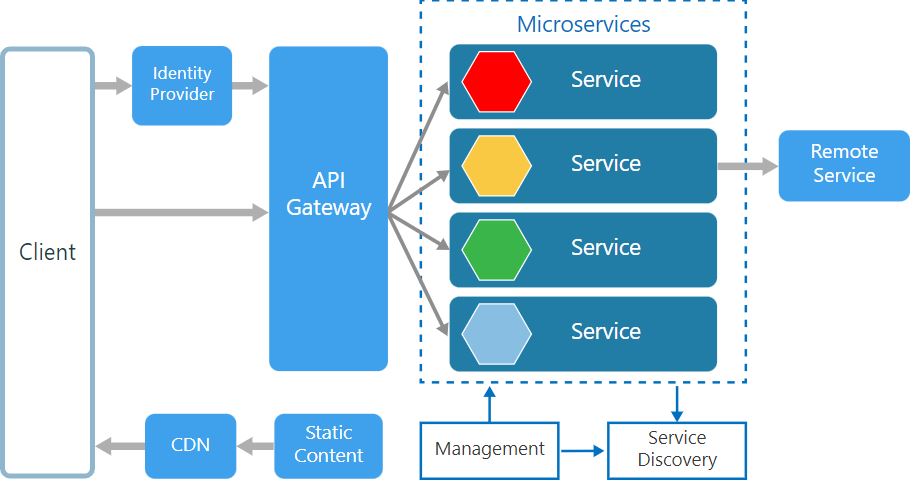 Microservices
Identity
Provider
Service
Service
Remote
Service
API
Gateway
Client
Service
Service
CDN
Static
Content
Management
Service
Discovery